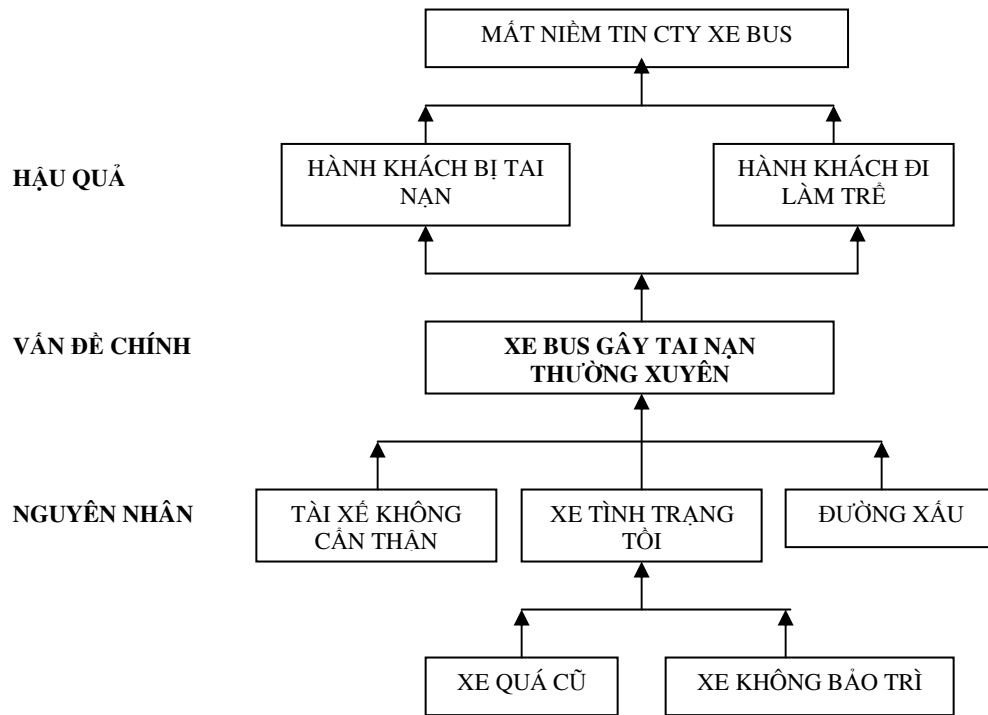 MẤT NIỀM TIN CTY XE BUS
HẬU QUẢ
HÀNH KHÁCH BỊ TAI
NẠN
HÀNH KHÁCH ĐI
LÀM TRỂ
VẤN ĐỀ CHÍNH
XE BUS GÂY TAI NẠN
THƯỜNG XUYÊN
NGUYÊN NHÂN
TÀI XẾ KHÔNG
CẨN THẬN
XE TÌNH TRẠNG
TỒI
ĐƯỜNG XẤU
XE QUÁ CŨ
XE KHÔNG BẢO TRÌ